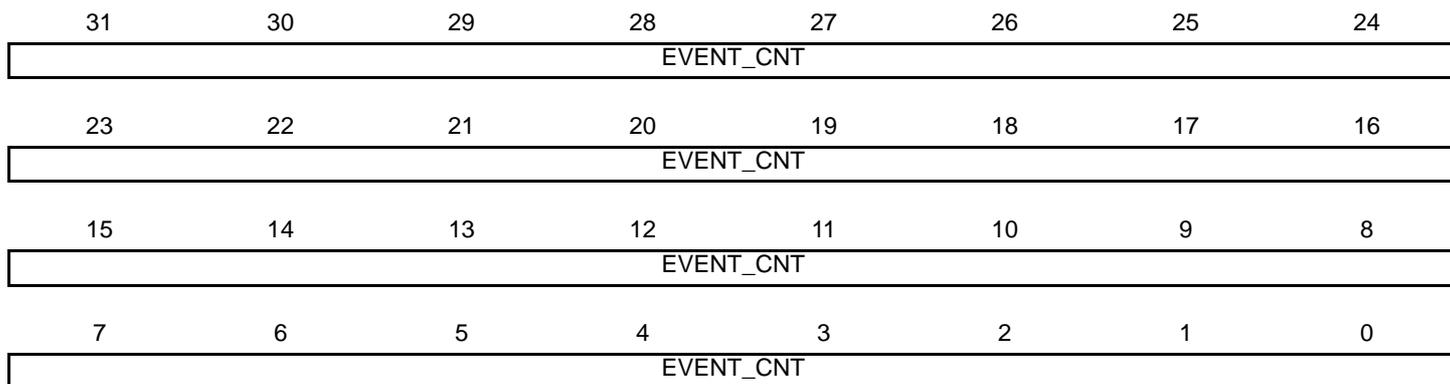 31 30 29 28 27 26 25 24
EVENT_CNT
23 22 21 20 19 18 17 16
EVENT_CNT
15 14 13 12 11 10 9 8
EVENT_CNT
7 6 5 4 3 2 1 0
EVENT_CNT